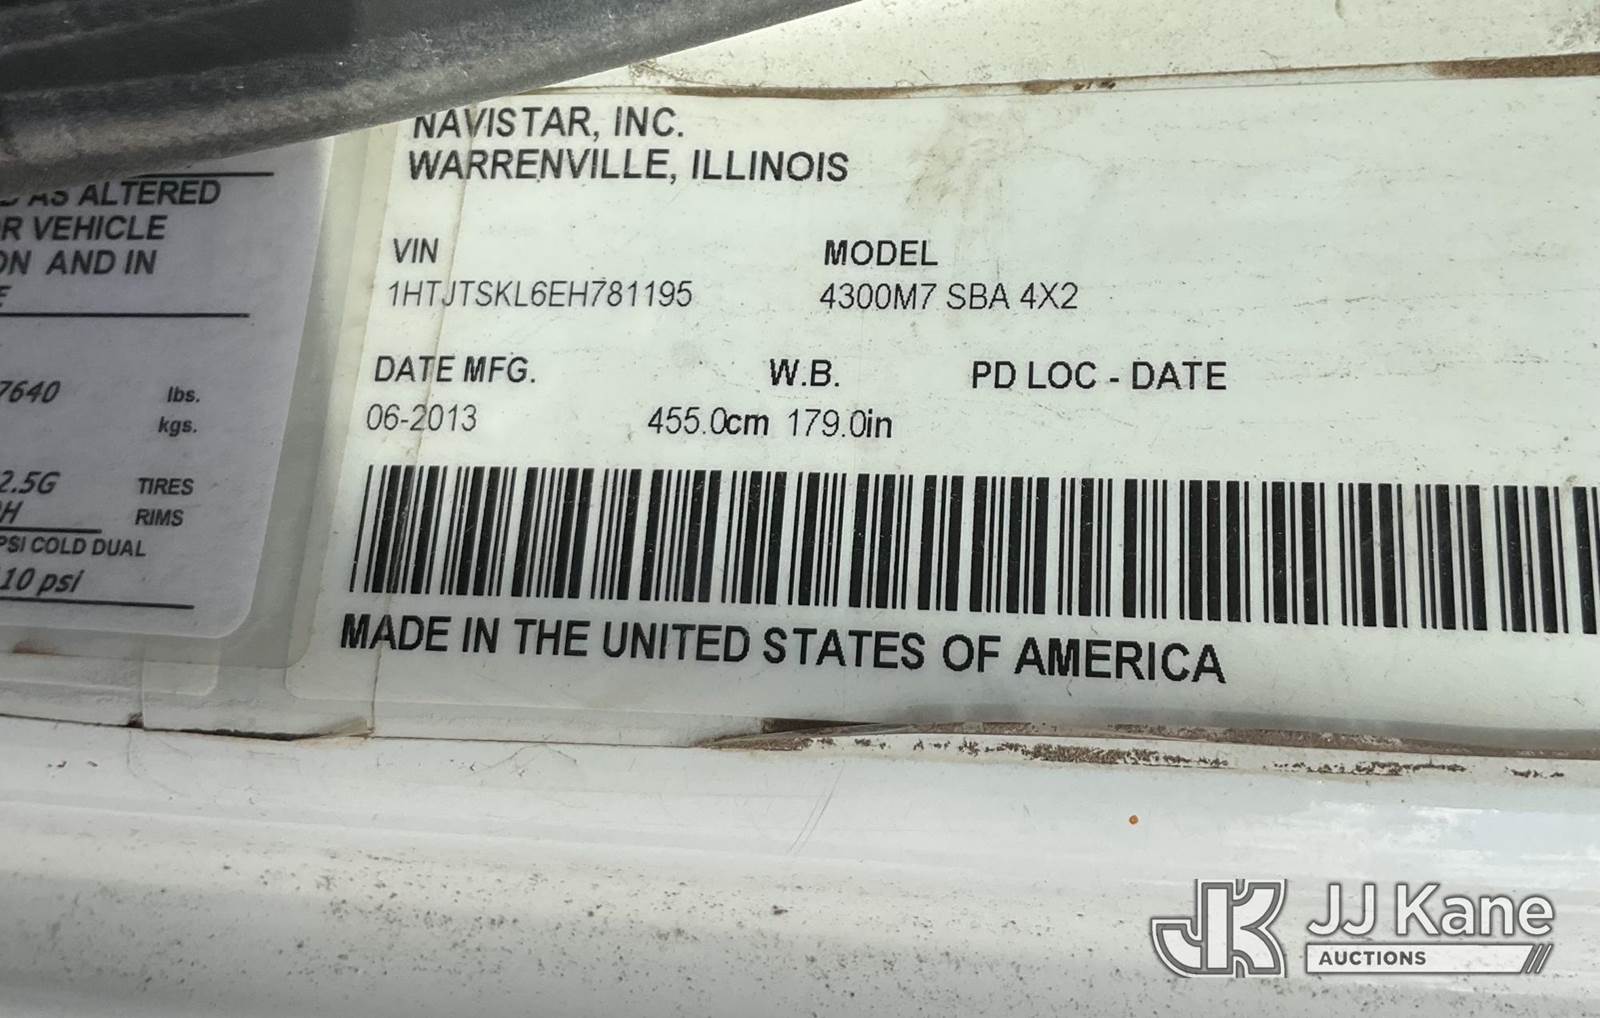 AS ALTERED
R VEHICLE
ON AND IN
7640 lbs.
kgs.
2.5G TIRES
H RIMS
PSI COLD DUAL
10 psi
NAVISTAR, INC.
WARRENVILLE, ILLINOIS
VIN MODEL
1HTJTSKL6EH781195 4300M7 SBA 4X2
DATE MFG. W.B. PD LOC - DATE
06-2013 455.0cm 179.0in
MADE IN THE UNITED STATES OF AMERICA
JK JJ Kane
AUCTIONS